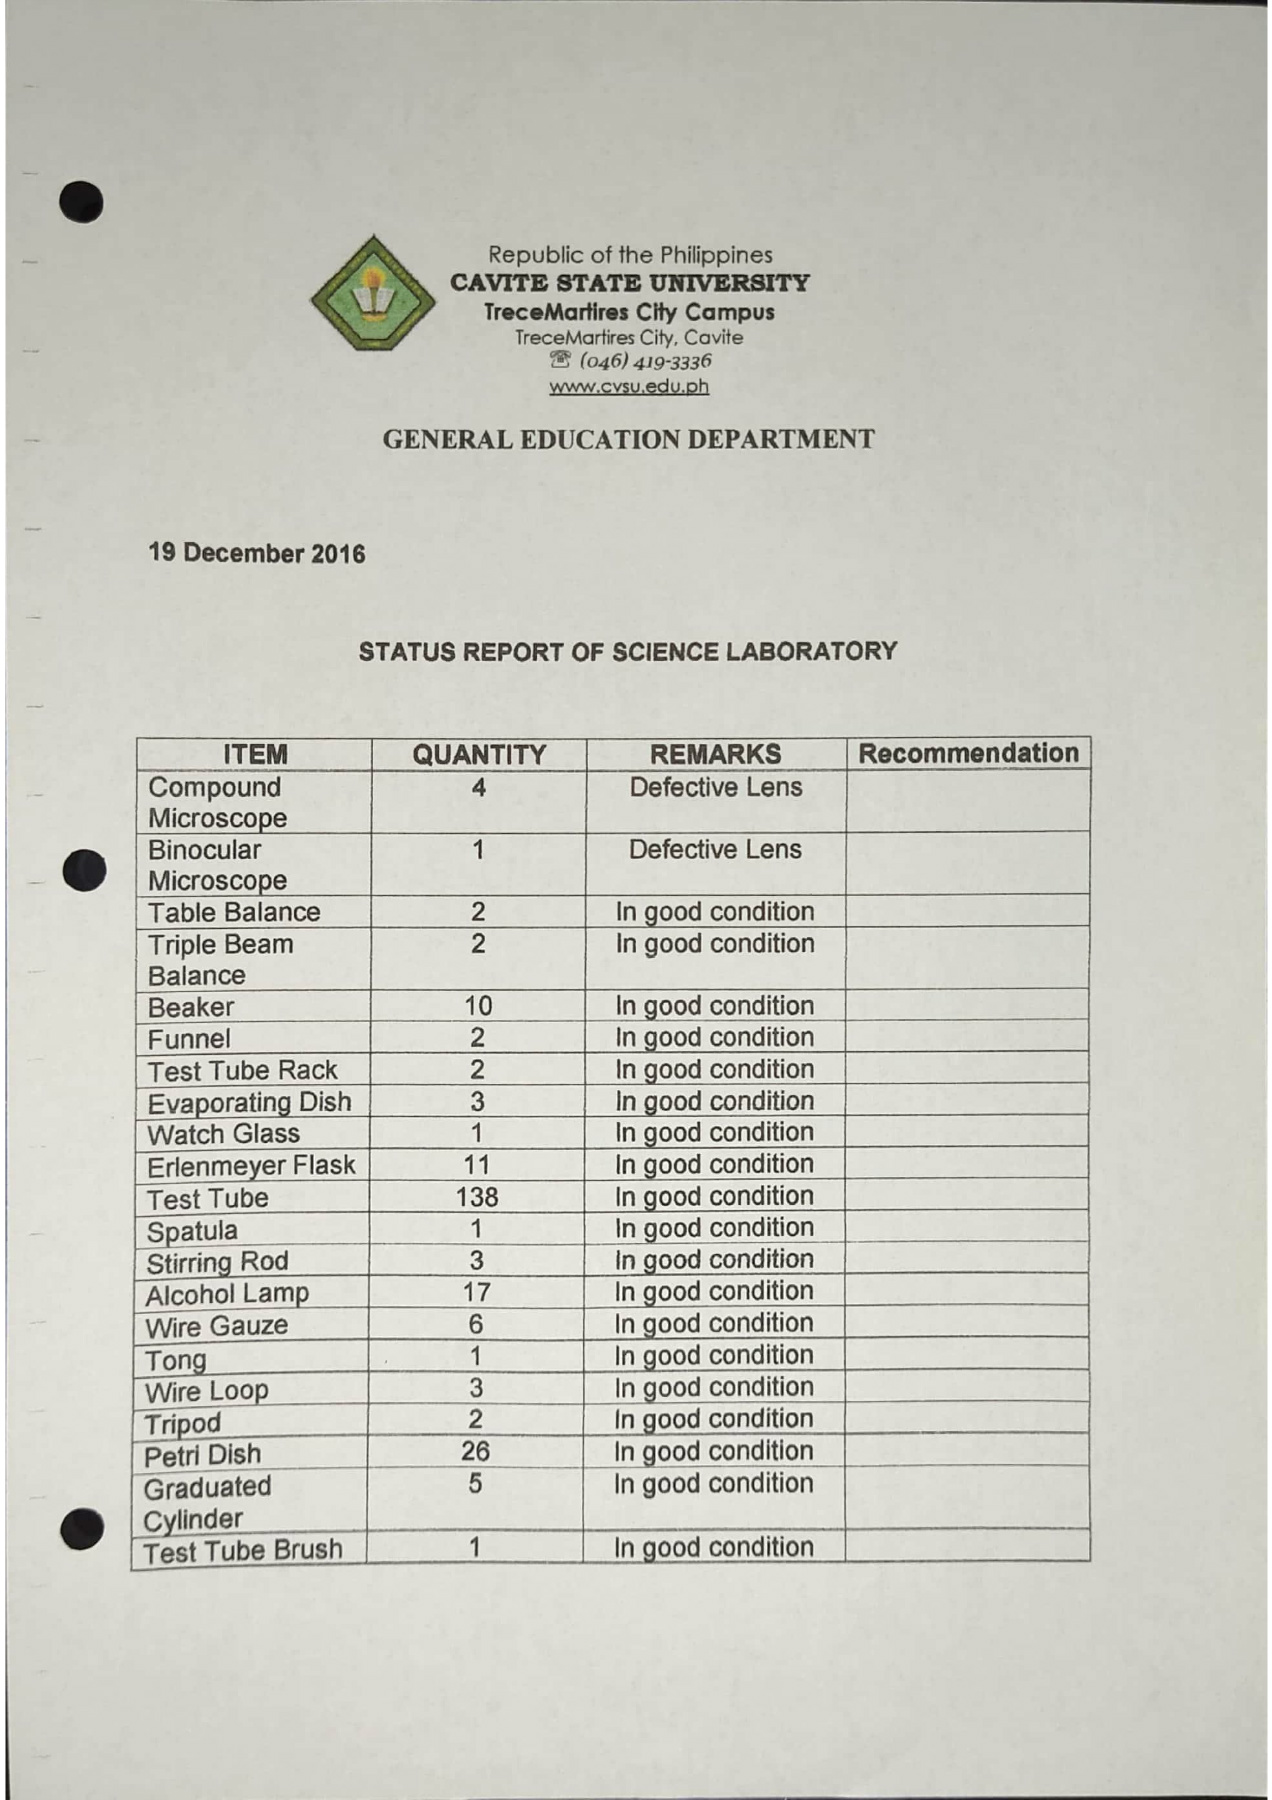 Republic of the Philippines
CAVITE STATE UNIVERSITY
TreceMartires City Campus
TreceMartires City, Cavite
☏ (046) 419-3336
www.cvsu.edu.ph
GENERAL EDUCATION DEPARTMENT
19 December 2016
STATUS REPORT OF SCIENCE LABORATORY
ITEM QUANTITY REMARKS Recommendation
Compound 4 Defective Lens
Microscope
Binocular 1 Defective Lens
Microscope
Table Balance 2 In good condition
Triple Beam 2 In good condition
Balance
Beaker 10 In good condition
Funnel 2 In good condition
Test Tube Rack 2 In good condition
Evaporating Dish 3 In good condition
Watch Glass 1 In good condition
Erlenmeyer Flask 11 In good condition
Test Tube 138 In good condition
Spatula 1 In good condition
Stirring Rod 3 In good condition
Alcohol Lamp 17 In good condition
Wire Gauze 6 In good condition
Tong 1 In good condition
Wire Loop 3 In good condition
Tripod 2 In good condition
Petri Dish 26 In good condition
Graduated 5 In good condition
Cylinder
Test Tube Brush 1 In good condition